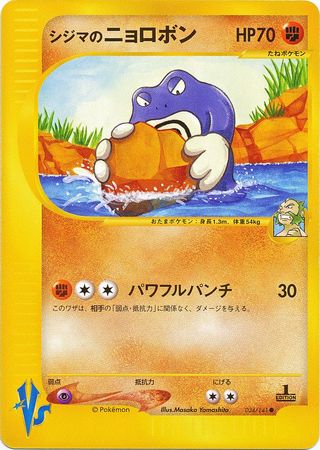 シジマのニョロボン HP70
たねポケモン
おたまポケモン：身長1.3m、体重54kg
パワフルパンチ 30
このワザは、相手の「弱点・抵抗力」に関係なく、ダメージを与える。
弱点 抵抗力 にげる
VS
©Pokémon Illus.Masako Yamashita 024/141 1 EDITION